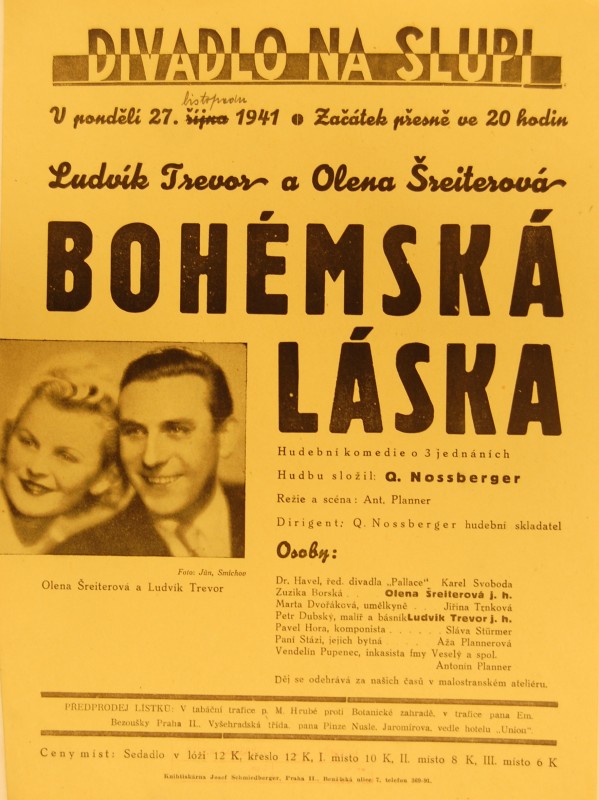 DIVADLO NA SLUPI
listopadu
V pondělí 27. října 1941 ● Začátek přesně ve 20 hodin
Ludvík Trevor a Olena Šreiterová
BOHÉMSKÁ
LÁSKA
Hudební komedie o 3 jednáních
Hudbu složil: Q. Nossberger
Režie a scéna: Ant. Planner
Dirigent: Q. Nossberger hudební skladatel
Osoby:
Foto: Ján, Smíchov
Olena Šreiterová a Ludvík Trevor
Dr. Havel, řed. divadla „Pallace" Karel Svoboda
Zuzika Borská . . Olena Šreiterová j. h.
Marta Dvořáková, umělkyně . . Jiřina Trnková
Petr Dubský, malíř a básník Ludvík Trevor j. h.
Pavel Hora, komponista . . . . . . Sláva Stürmer
Paní Stázi, jejich bytná . . . . Aža Plannerová
Vendelín Pupenec, inkasista fmy Veselý a spol.
Antonín Planner
Děj se odehrává za našich časů v malostranském ateliéru.
PŘEDPRODEJ LÍSTKŮ: V tabáční trafice p. M. Hrubé proti Botanické zahradě, v trafice pana Em.
Bezoušky Praha II., Vyšehradská třída, pana Pinze Nusle, Jaromírova, vedle hotelu „Union".
Ceny míst: Sedadlo v lóži 12 K, křeslo 12 K, I. místo 10 K, II. místo 8 K, III. místo 6 K
Knihtiskárna Josef Schmiedberger, Praha II., Benátská ulice 7, telefon